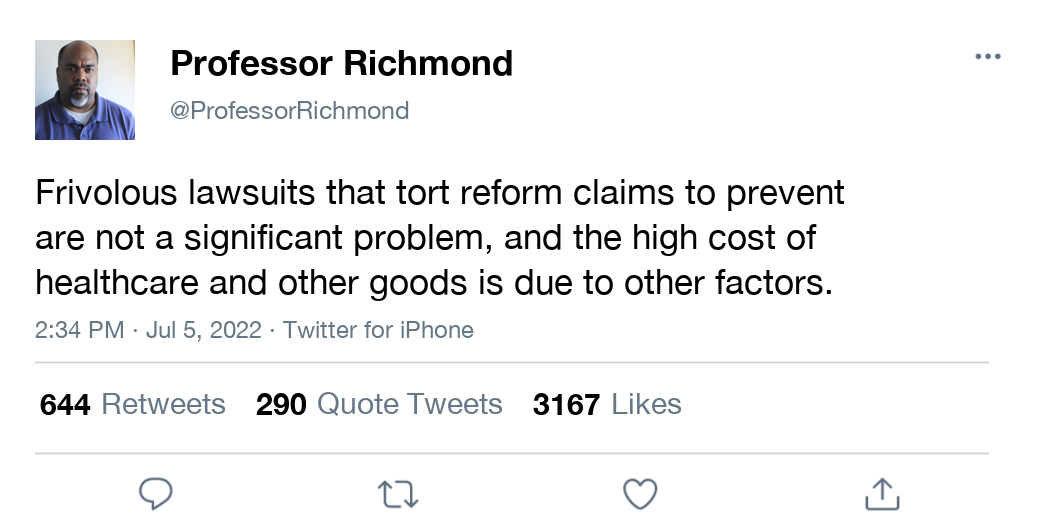 Professor Richmond
@ProfessorRichmond
Frivolous lawsuits that tort reform claims to prevent
are not a significant problem, and the high cost of
healthcare and other goods is due to other factors.
2:34 PM · Jul 5, 2022 · Twitter for iPhone
644 Retweets 290 Quote Tweets 3167 Likes